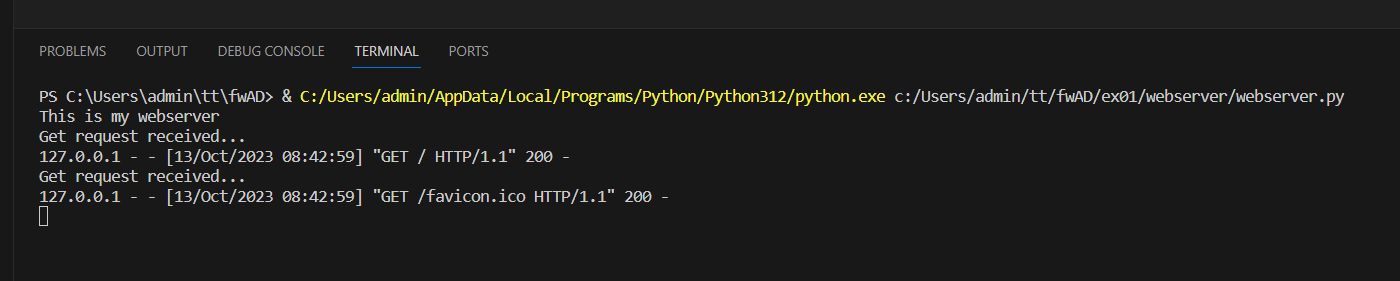 PROBLEMS OUTPUT DEBUG CONSOLE TERMINAL PORTS
PS C:\Users\admin\tt\fwAD> & C:/Users/admin/AppData/Local/Programs/Python/Python312/python.exe c:/Users/admin/tt/fwAD/ex01/webserver/webserver.py
This is my webserver
Get request received...
127.0.0.1 - - [13/Oct/2023 08:42:59] "GET / HTTP/1.1" 200 -
Get request received...
127.0.0.1 - - [13/Oct/2023 08:42:59] "GET /favicon.ico HTTP/1.1" 200 -